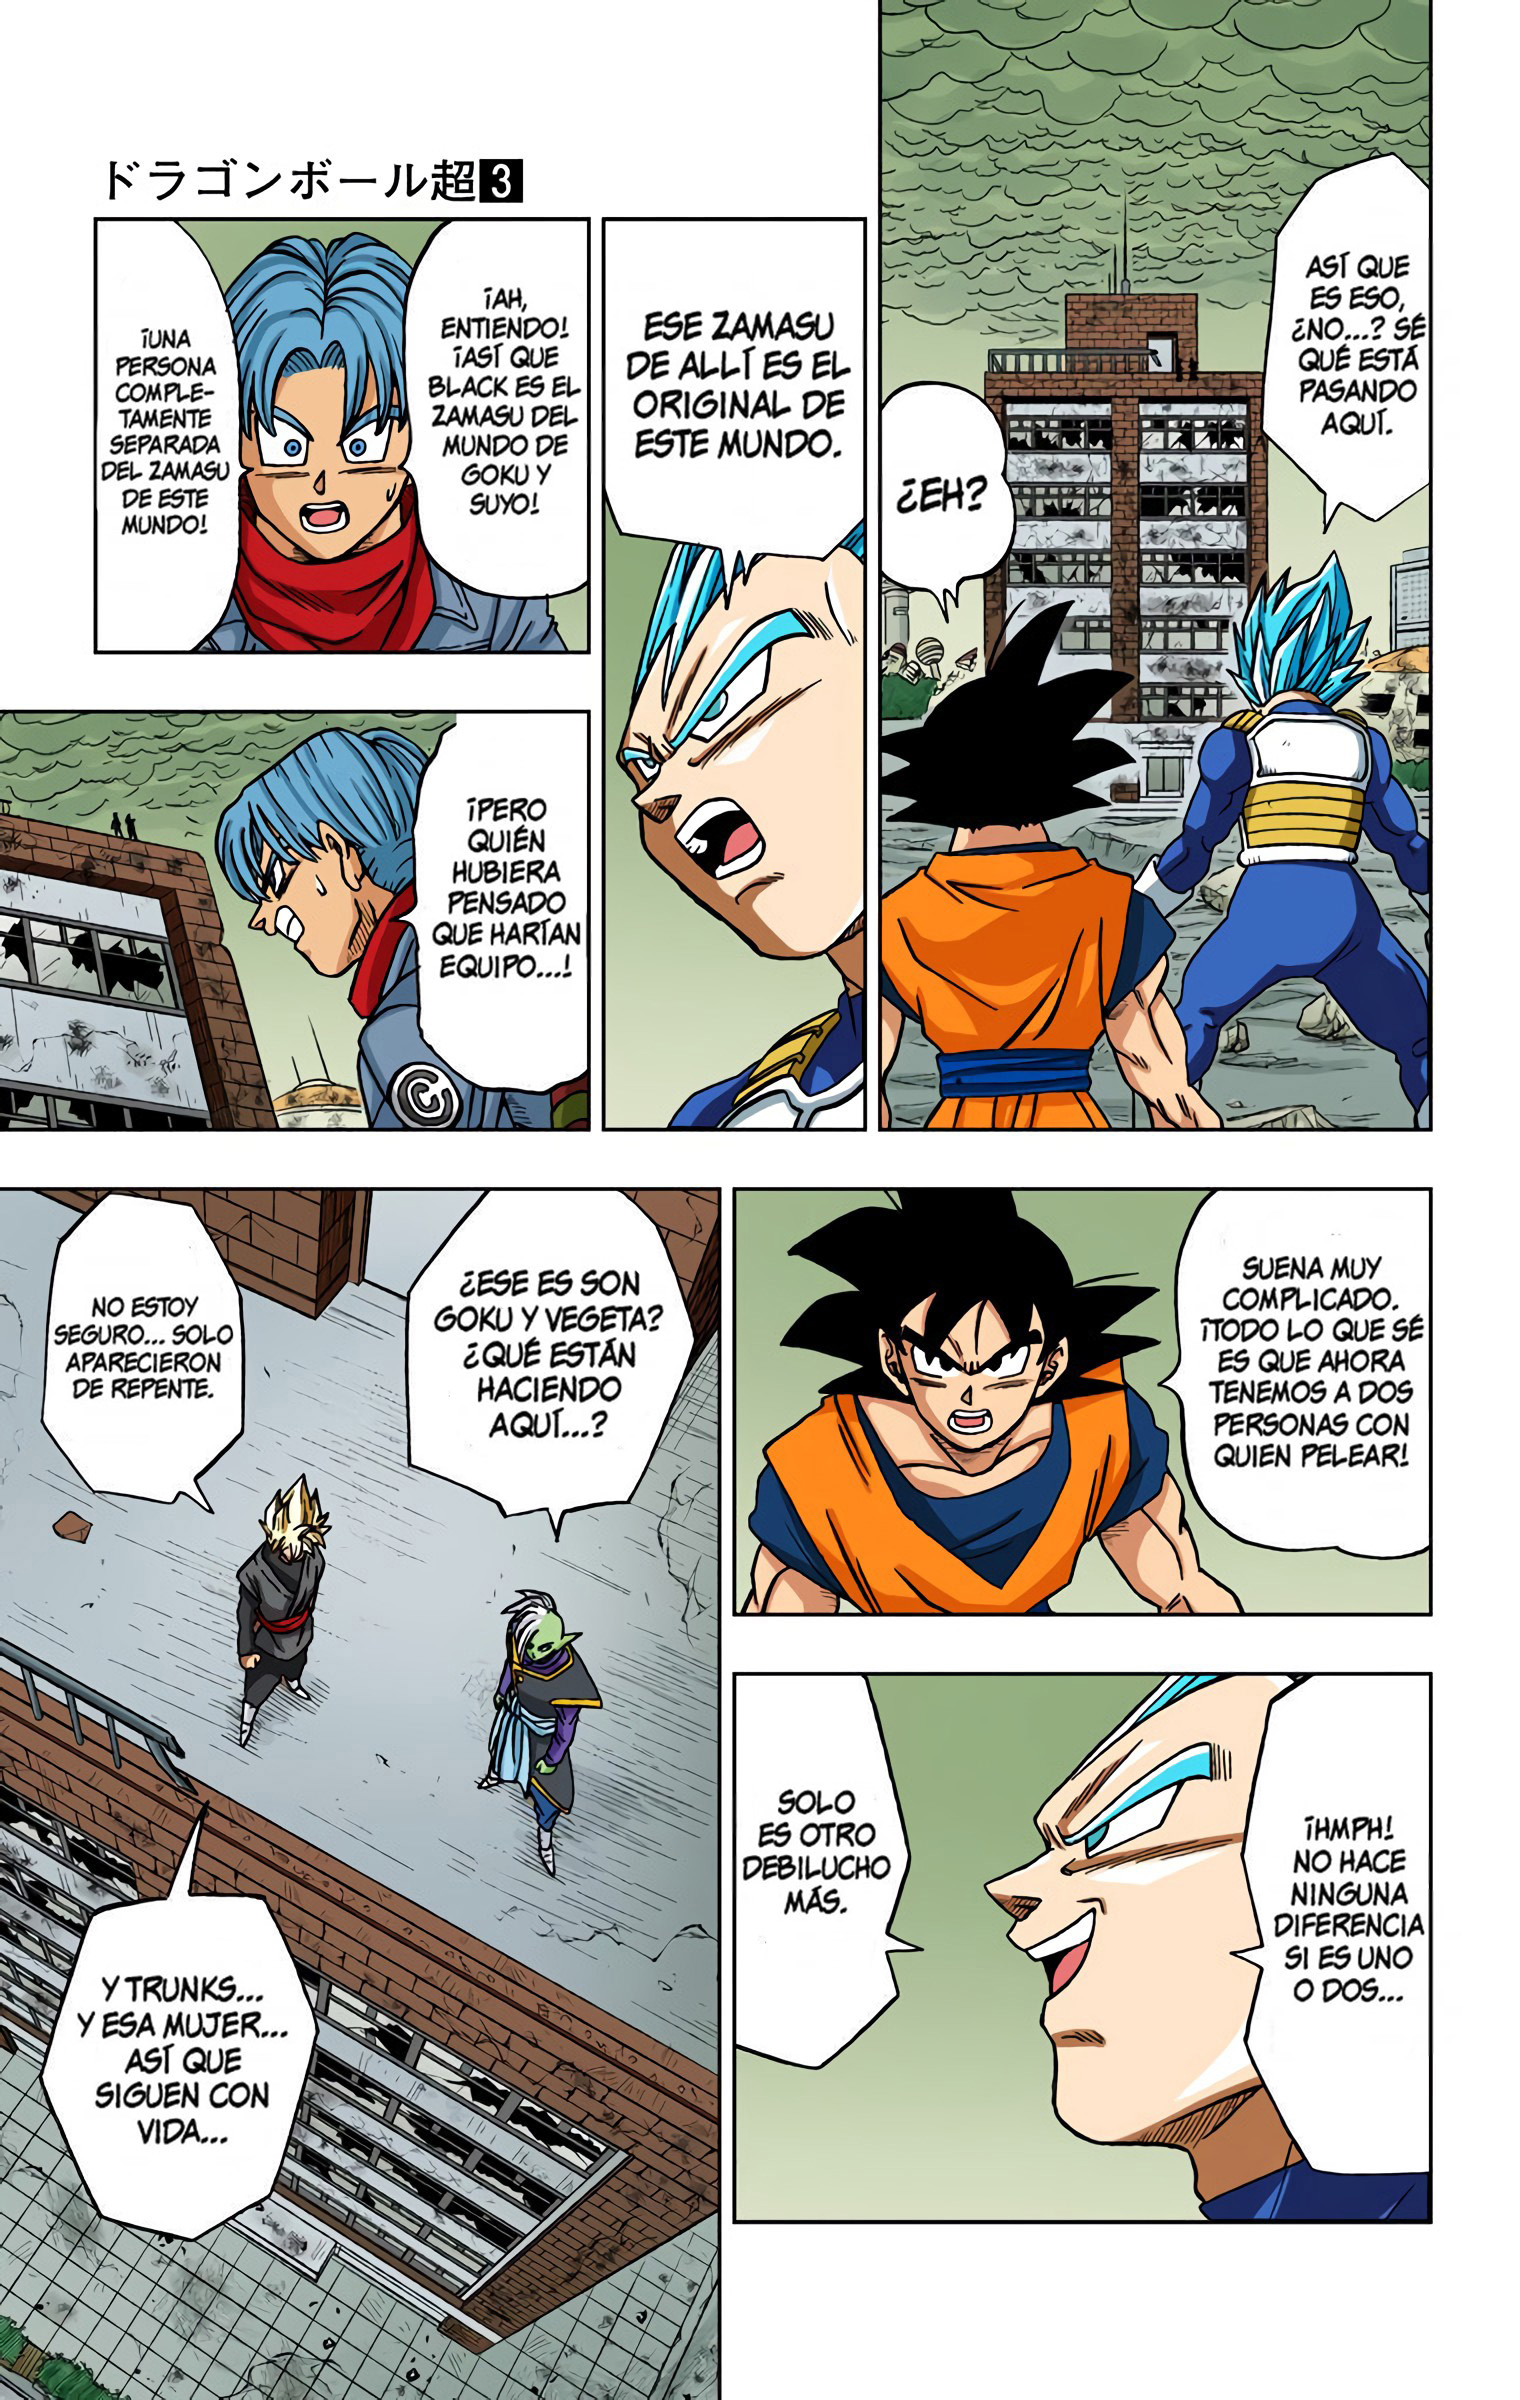 ドラゴンボール超3
ASÍ QUE
ES ESO,
¿NO...? SÉ
QUÉ ESTÁ
PASANDO
AQUÍ.
¿EH?
ESE ZAMASU
DE ALLÍ ES EL
ORIGINAL DE
ESTE MUNDO.
¡AH,
ENTIENDO!
¡ASÍ QUE
BLACK ES EL
ZAMASU DEL
MUNDO DE
GOKU Y
SUYO!
¡UNA
PERSONA
COMPLE-
TAMENTE
SEPARADA
DEL ZAMASU
DE ESTE
MUNDO!
¡PERO
QUIÉN
HUBIERA
PENSADO
QUE HARÍAN
EQUIPO...!
C
SUENA MUY
COMPLICADO.
¡TODO LO QUE SÉ
ES QUE AHORA
TENEMOS A DOS
PERSONAS CON
QUIEN PELEAR!
¡HMPH!
NO HACE
NINGUNA
DIFERENCIA
SI ES UNO
O DOS...
SOLO
ES OTRO
DEBILUCHO
MÁS.
¿ESE ES SON
GOKU Y VEGETA?
¿QUÉ ESTÁN
HACIENDO
AQUÍ...?
NO ESTOY
SEGURO... SOLO
APARECIERON
DE REPENTE.
Y TRUNKS...
Y ESA MUJER...
ASÍ QUE
SIGUEN CON
VIDA...